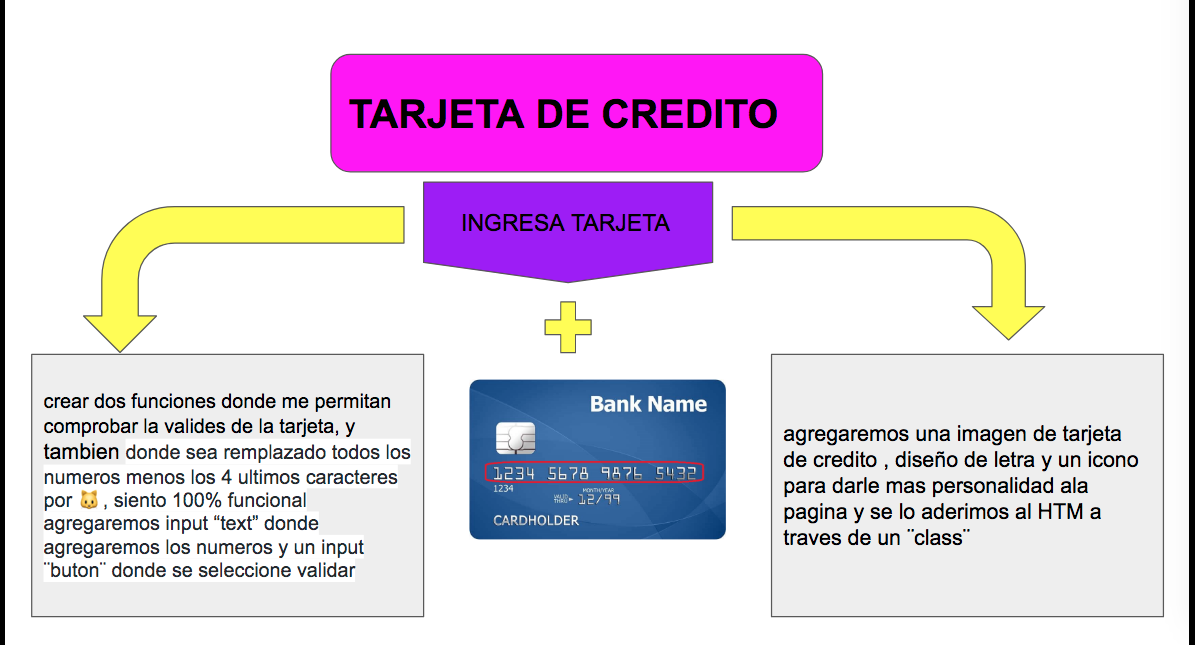 TARJETA DE CREDITO
INGRESA TARJETA
crear dos funciones donde me permitan
comprobar la valides de la tarjeta, y
tambien donde sea remplazado todos los
numeros menos los 4 ultimos caracteres
por 🐱 , siento 100% funcional
agregaremos input “text” donde
agregaremos los numeros y un input
¨buton¨ donde se seleccione validar
Bank Name
1234 5678 9876 5432
1234
MONTH/YEAR
VALID
THRU 12/99
CARDHOLDER
agregaremos una imagen de tarjeta
de credito , diseño de letra y un icono
para darle mas personalidad ala
pagina y se lo aderimos al HTM a
traves de un ¨class¨